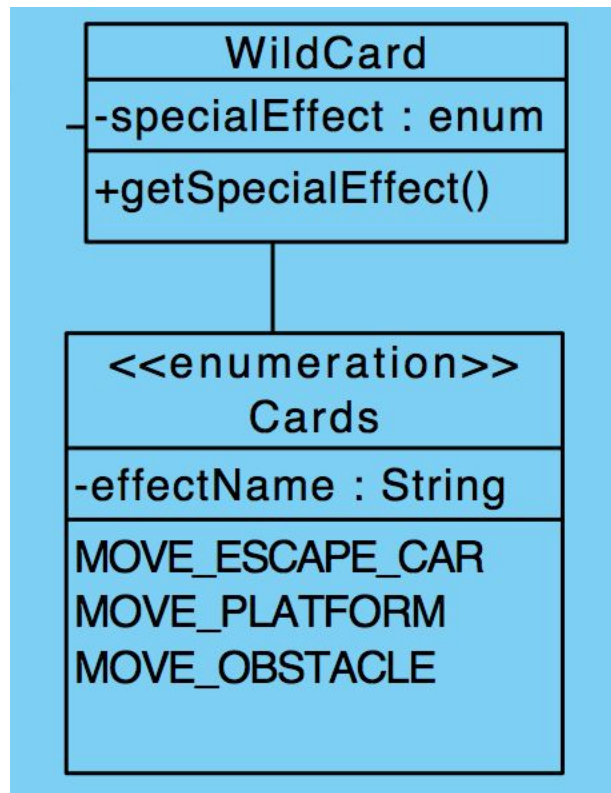 WildCard
-specialEffect : enum
+getSpecialEffect()
<<enumeration>>
Cards
-effectName : String
MOVE_ESCAPE_CAR
MOVE_PLATFORM
MOVE_OBSTACLE